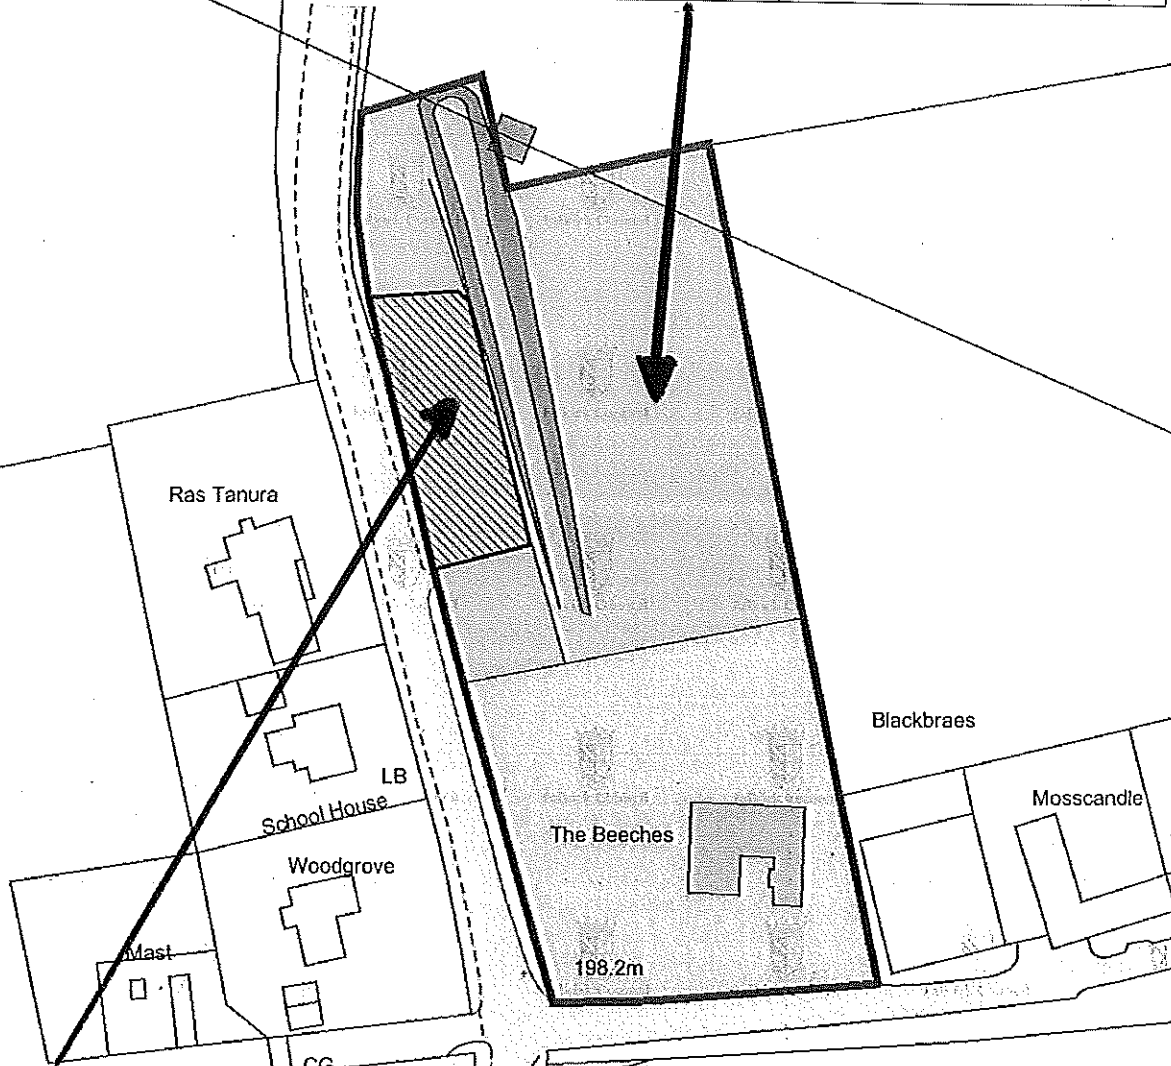 Ras Tanura
Blackbraes
LB
School House
Mosscandle
The Beeches
Woodgrove
Mast
198.2m
CG